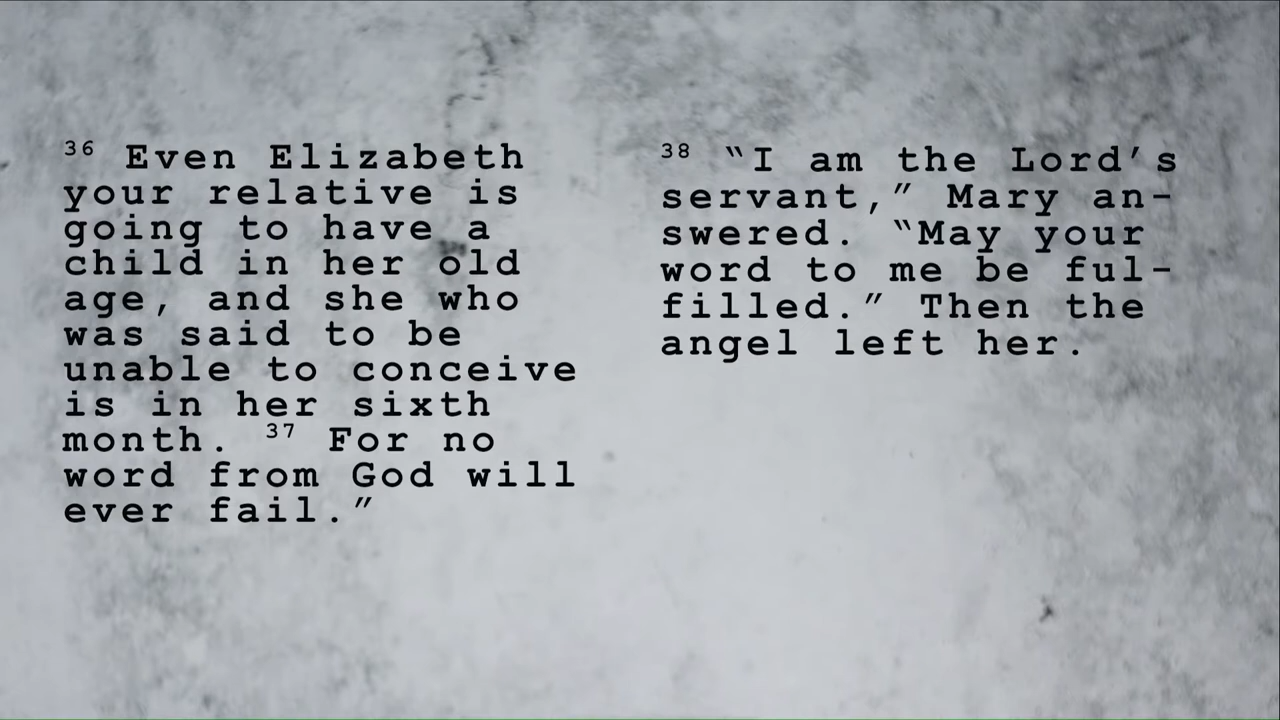 36 Even Elizabeth
your relative is
going to have a
child in her old
age, and she who
was said to be
unable to conceive
is in her sixth
month. 37 For no
word from God will
ever fail.”
38 “I am the Lord’s
servant,” Mary an-
swered. “May your
word to me be ful-
filled.” Then the
angel left her.